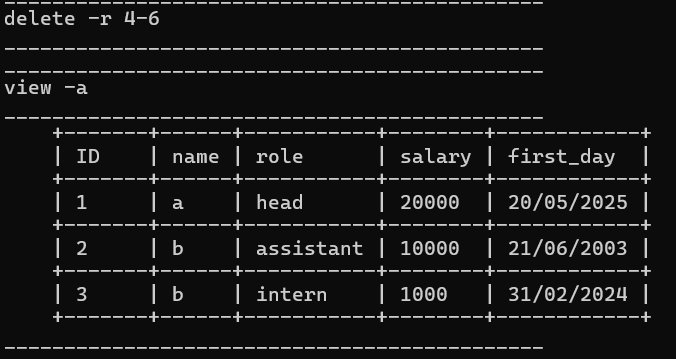 delete -r 4-6
view -a
| ID | name | role | salary | first_day |
| 1 | a | head | 20000 | 20/05/2025 |
| 2 | b | assistant | 10000 | 21/06/2003 |
| 3 | b | intern | 1000 | 31/02/2024 |